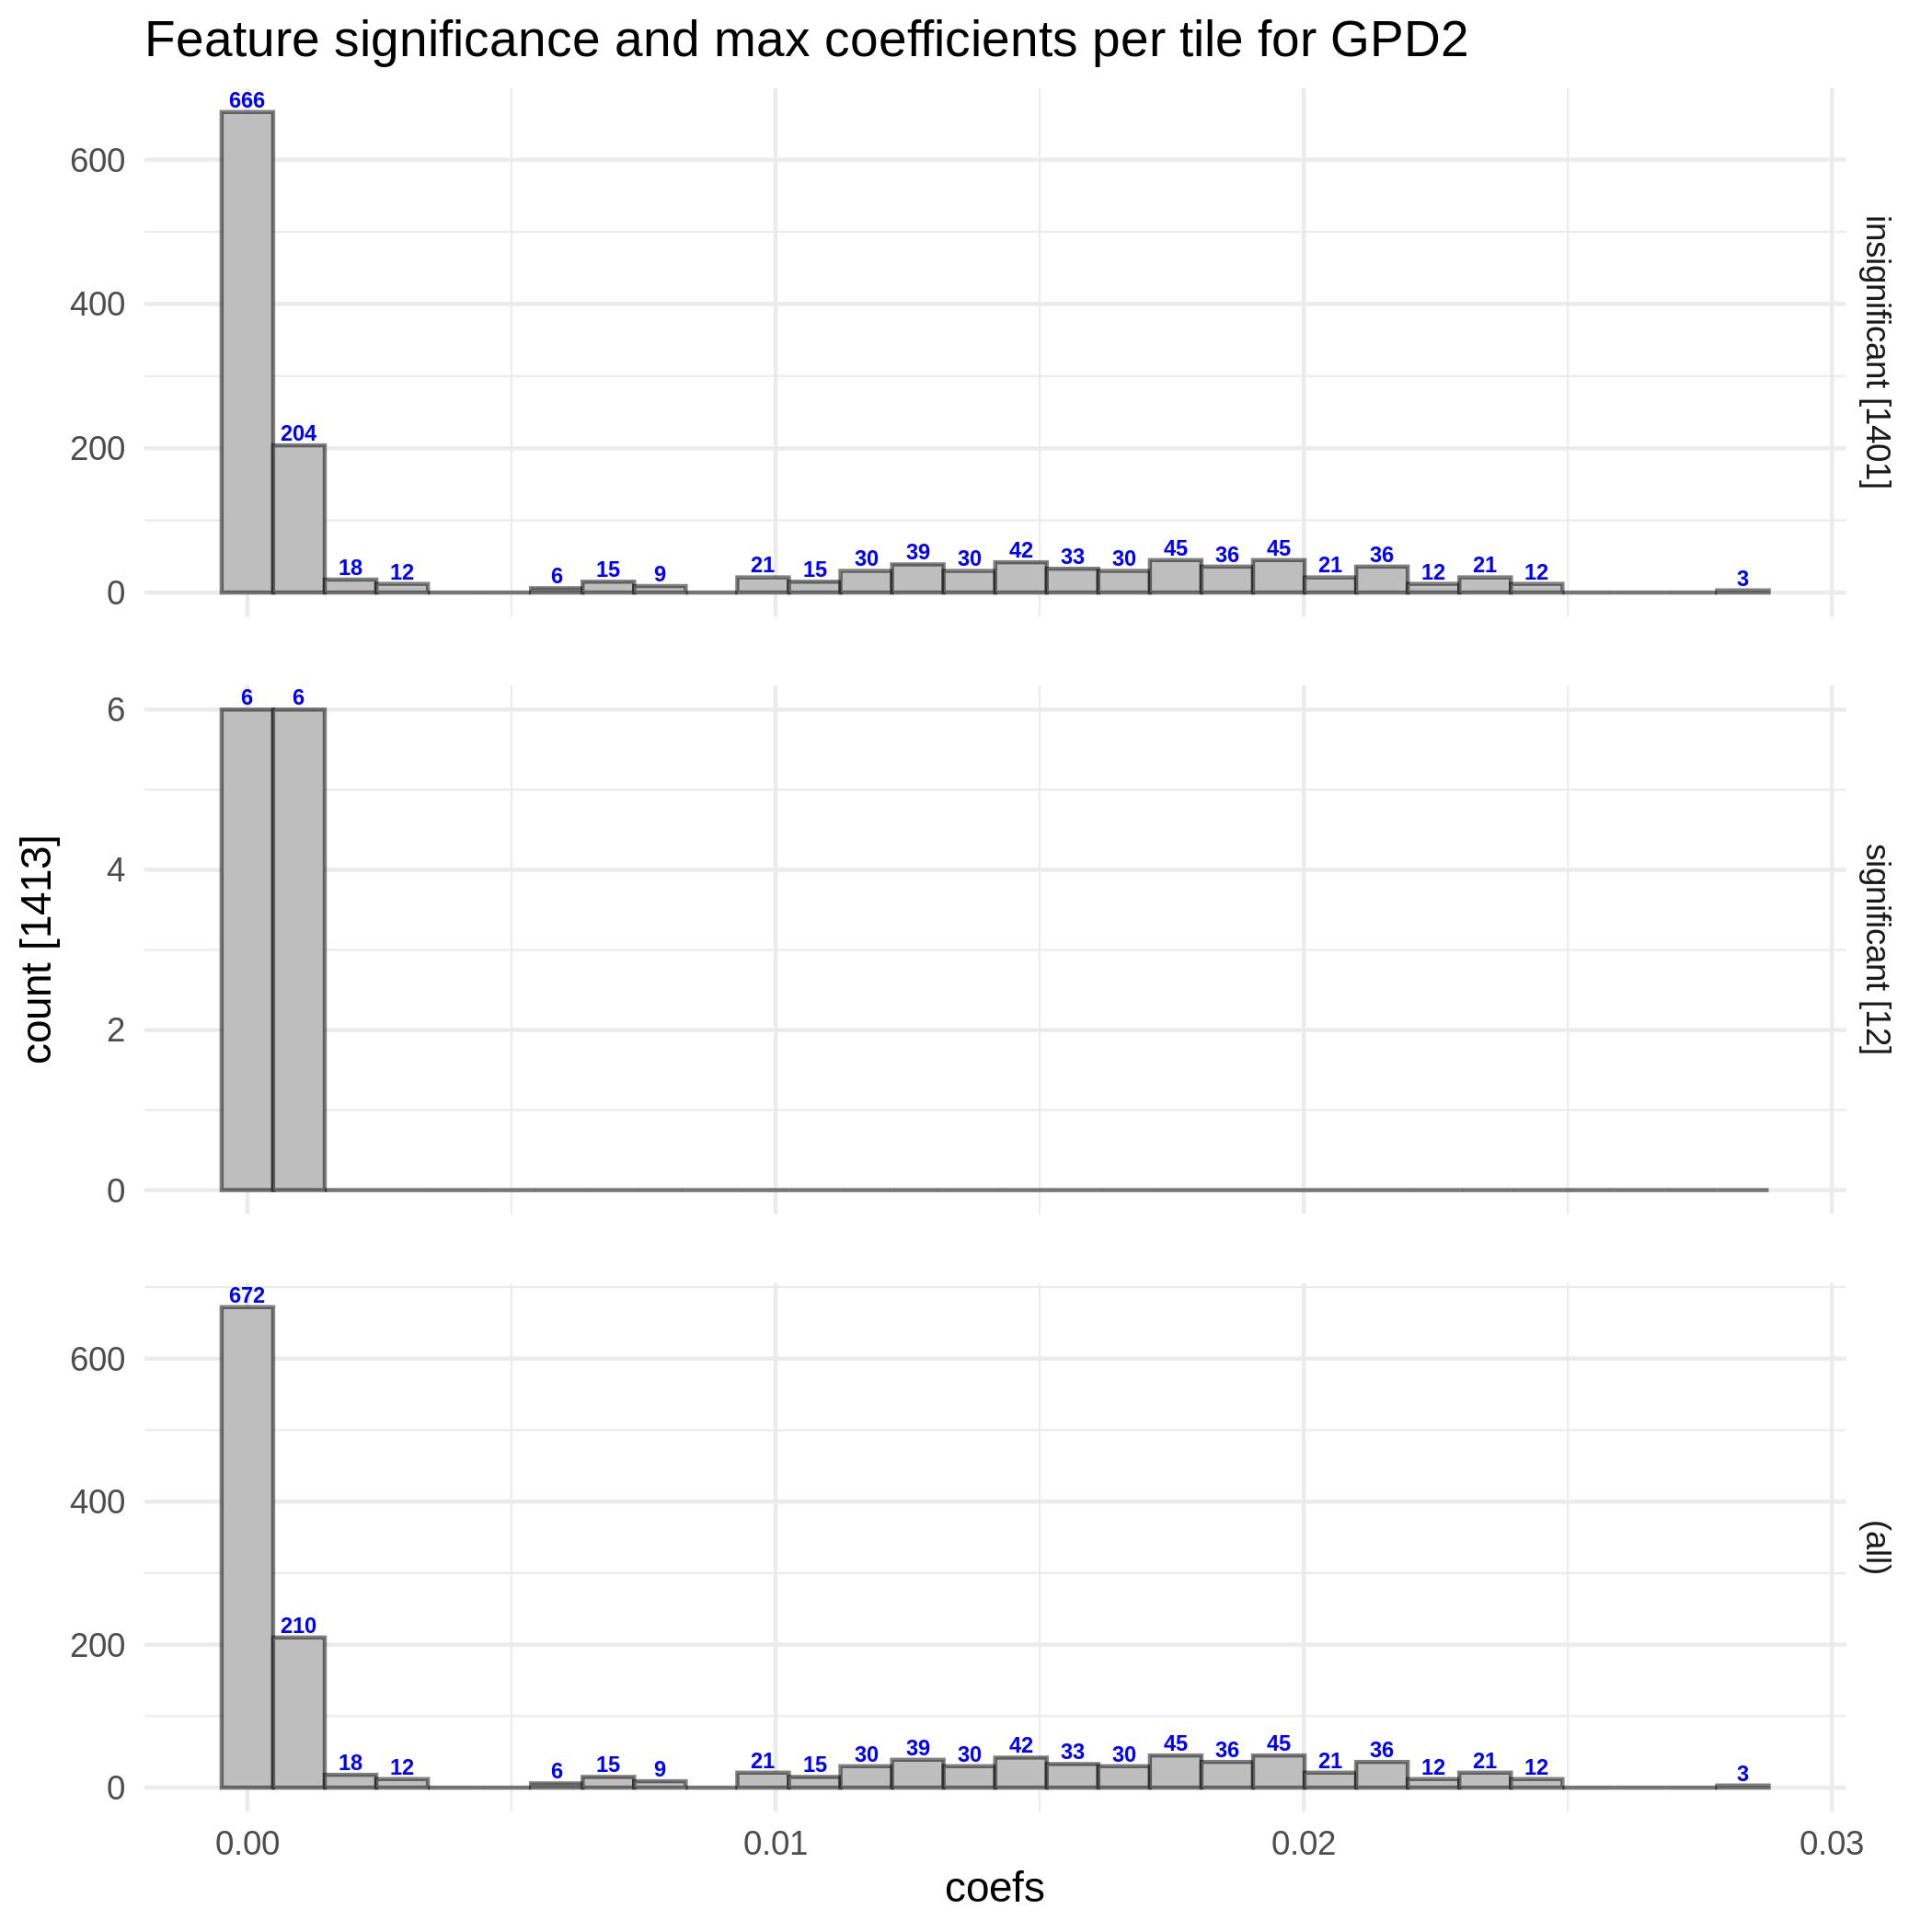 Feature significance and max coefficients per tile for GPD2
666
600
400
204
200
18 12 6 15 9 21 15 30 39 30 42 33 30 45 36 45 21 36 12 21 12 3
0
insignificant [1401]
6 6
6
4
2
0
significant [12]
count [1413]
672
600
400
210
200
18 12 6 15 9 21 15 30 39 30 42 33 30 45 36 45 21 36 12 21 12 3
0
(all)
0.00 0.01 0.02 0.03
coefs